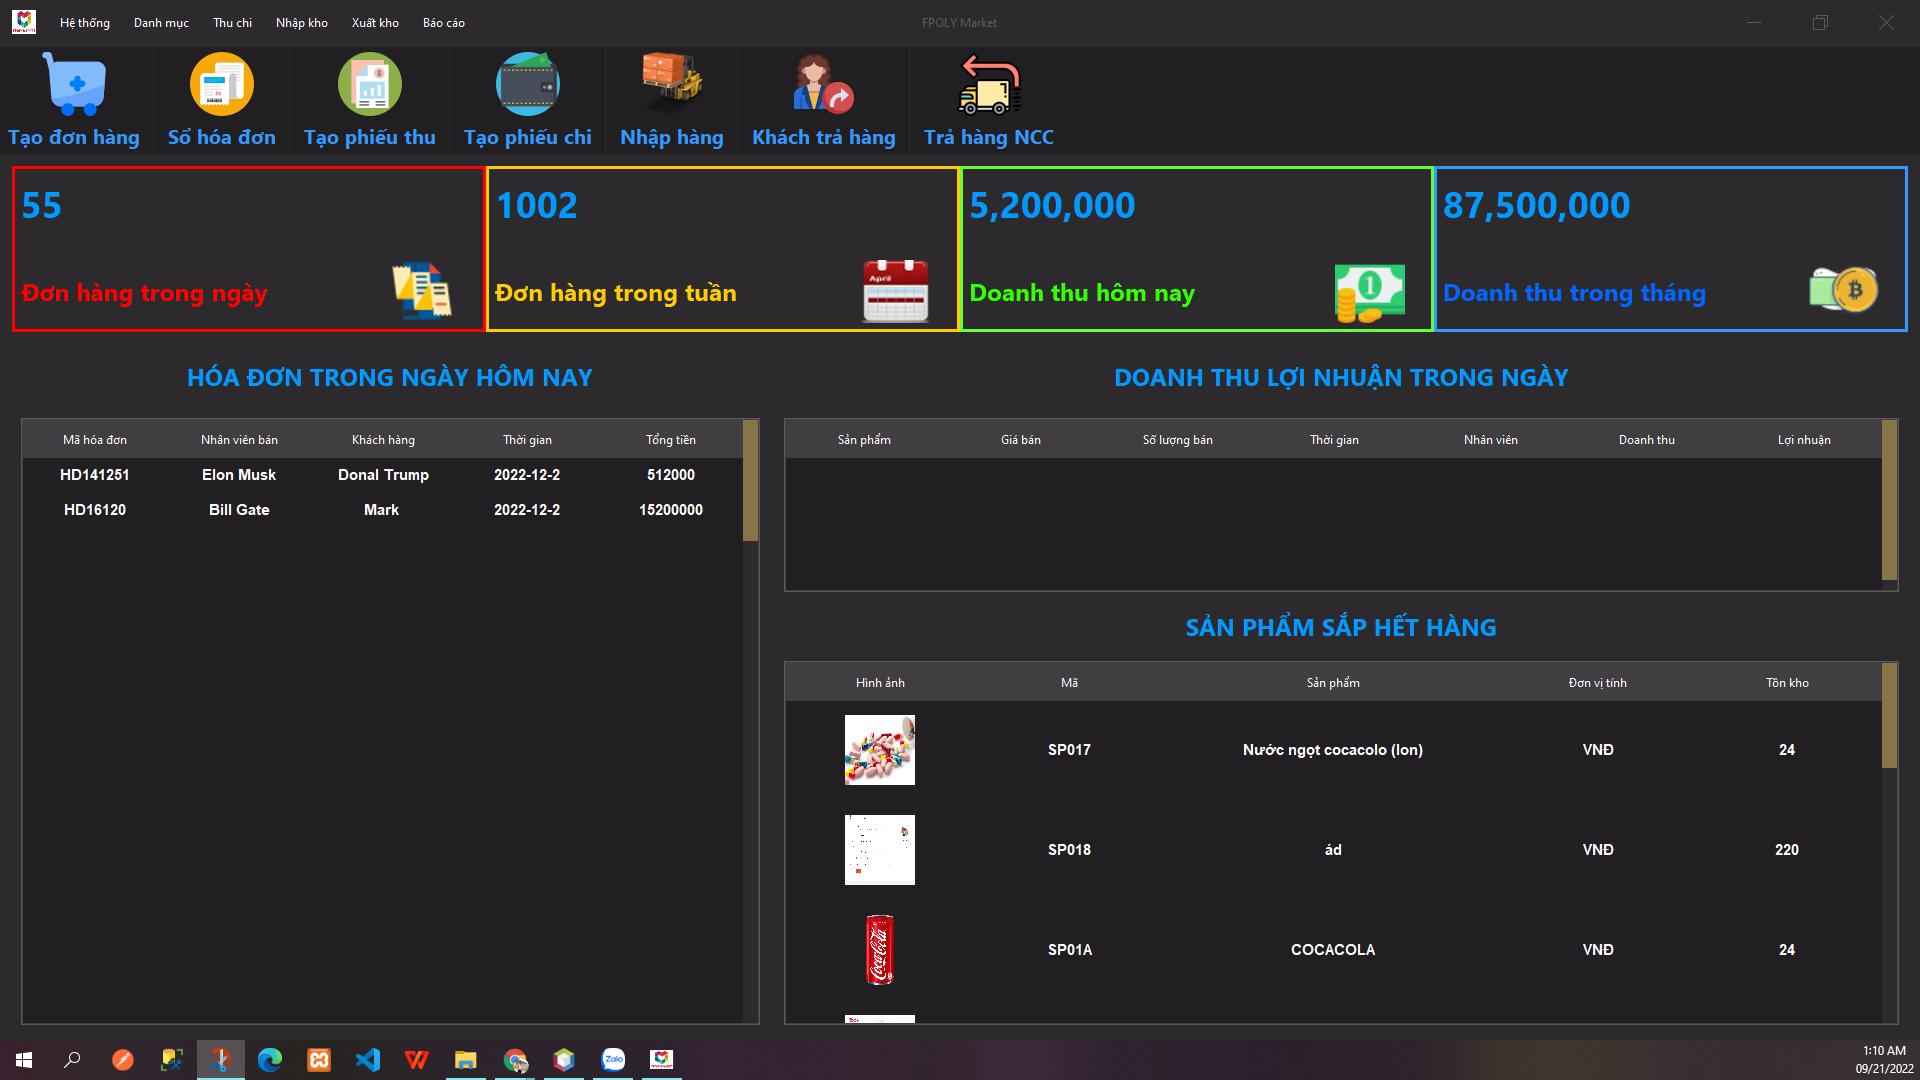 Hệ thống Danh mục Thu chi Nhập kho Xuất kho Báo cáo FPOLY Market
Tạo đơn hàng Sổ hóa đơn Tạo phiếu thu Tạo phiếu chi Nhập hàng Khách trả hàng Trả hàng NCC
55 1002 5,200,000 87,500,000
April
Đơn hàng trong ngày Đơn hàng trong tuần Doanh thu hôm nay Doanh thu trong tháng
HÓA ĐƠN TRONG NGÀY HÔM NAY
Mã hóa đơn Nhân viên bán Khách hàng Thời gian Tổng tiền
HD141251 Elon Musk Donal Trump 2022-12-2 512000
HD16120 Bill Gate Mark 2022-12-2 15200000
DOANH THU LỢI NHUẬN TRONG NGÀY
Sản phẩm Giá bán Số lượng bán Thời gian Nhân viên Doanh thu Lợi nhuận
SẢN PHẨM SẮP HẾT HÀNG
Hình ảnh Mã Sản phẩm Đơn vị tính Tồn kho
SP017 Nước ngọt cocacolo (lon) VNĐ 24
SP018 ád VNĐ 220
Coca-Cola SP01A COCACOLA VNĐ 24
Zalo
1:10 AM
09/21/2022